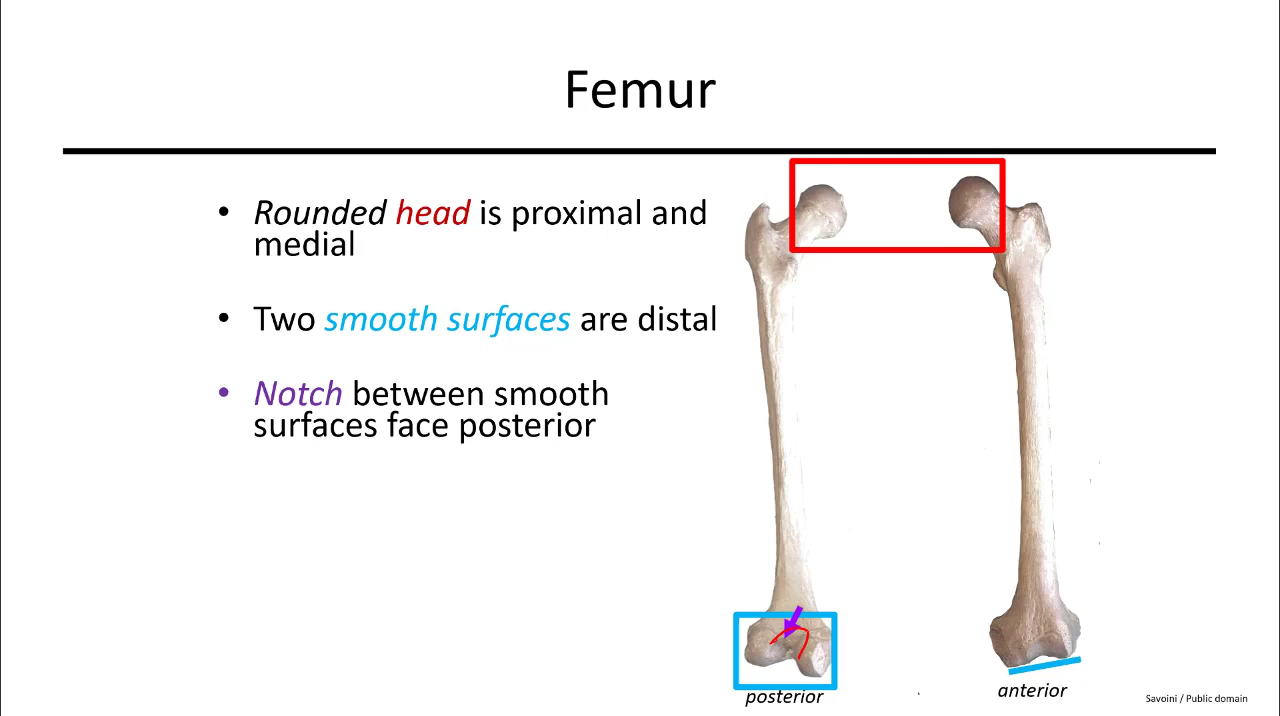 Femur
• Rounded head is proximal and
medial
• Two smooth surfaces are distal
• Notch between smooth
surfaces face posterior
posterior
anterior
Savoini / Public domain